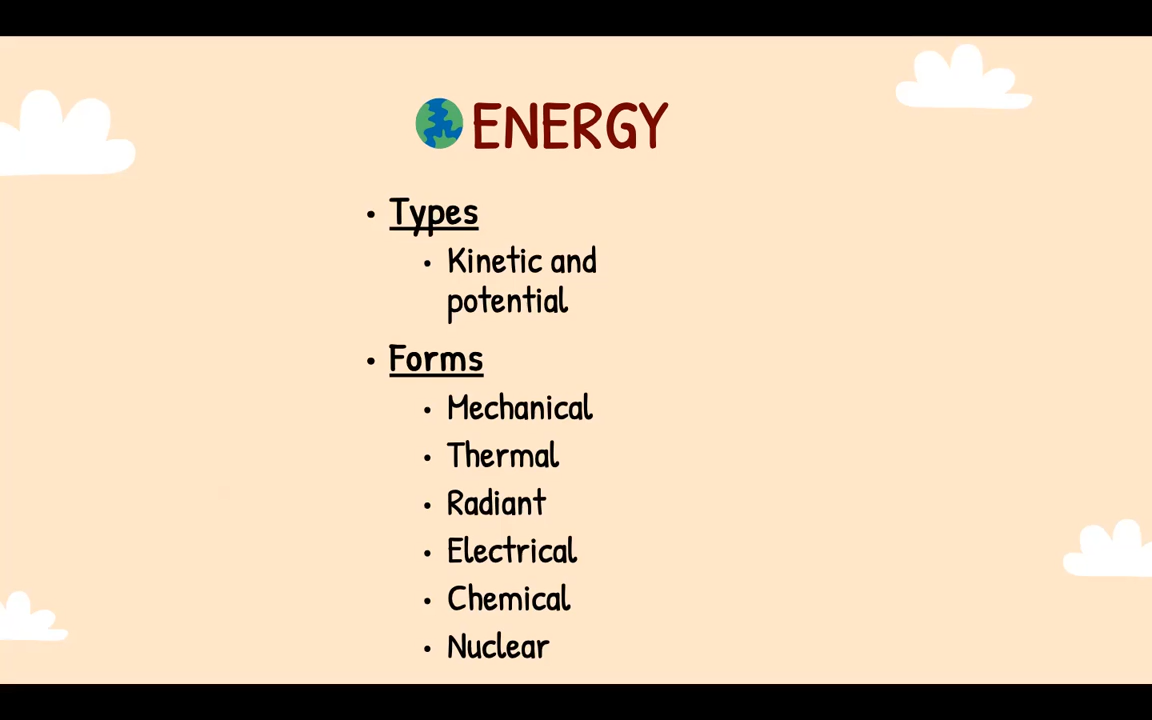 ENERGY
• Types
• Kinetic and
potential
• Forms
• Mechanical
• Thermal
• Radiant
• Electrical
• Chemical
• Nuclear